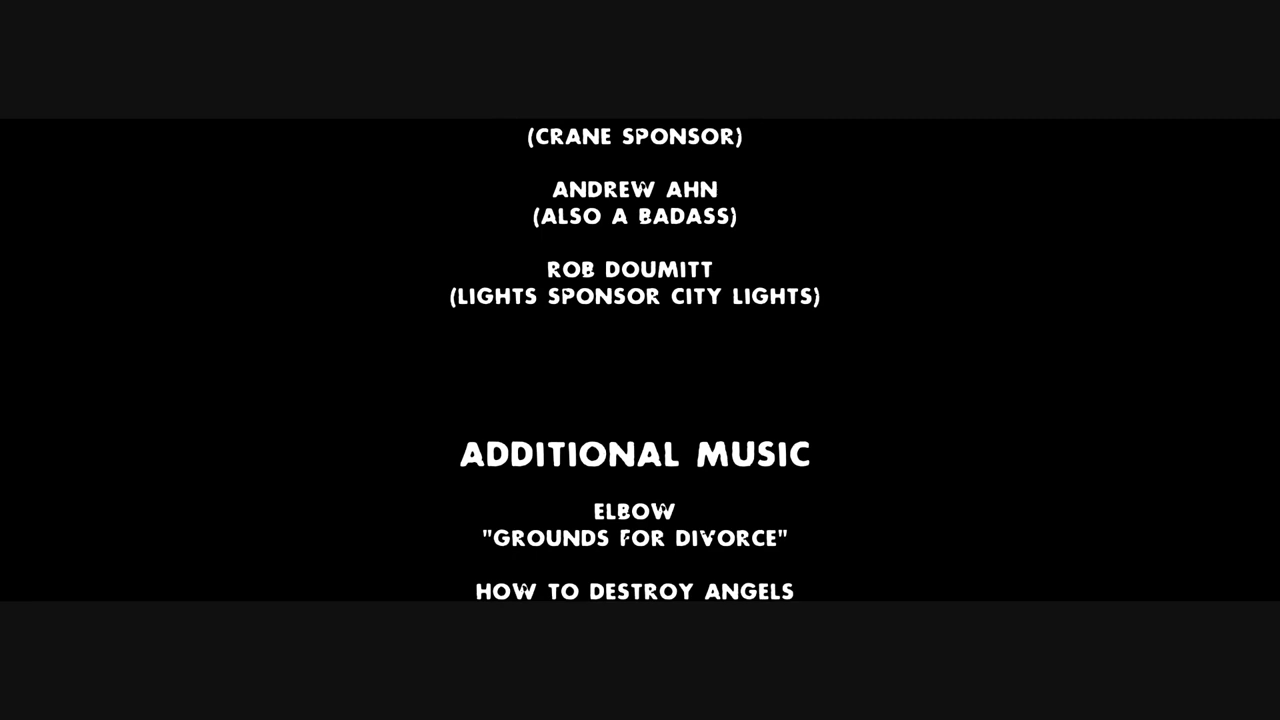 (CRANE SPONSOR)
ANDREW AHN
(ALSO A BADASS)
ROB DOUMITT
(LIGHTS SPONSOR CITY LIGHTS)
ADDITIONAL MUSIC
ELBOW
"GROUNDS FOR DIVORCE"
HOW TO DESTROY ANGELS